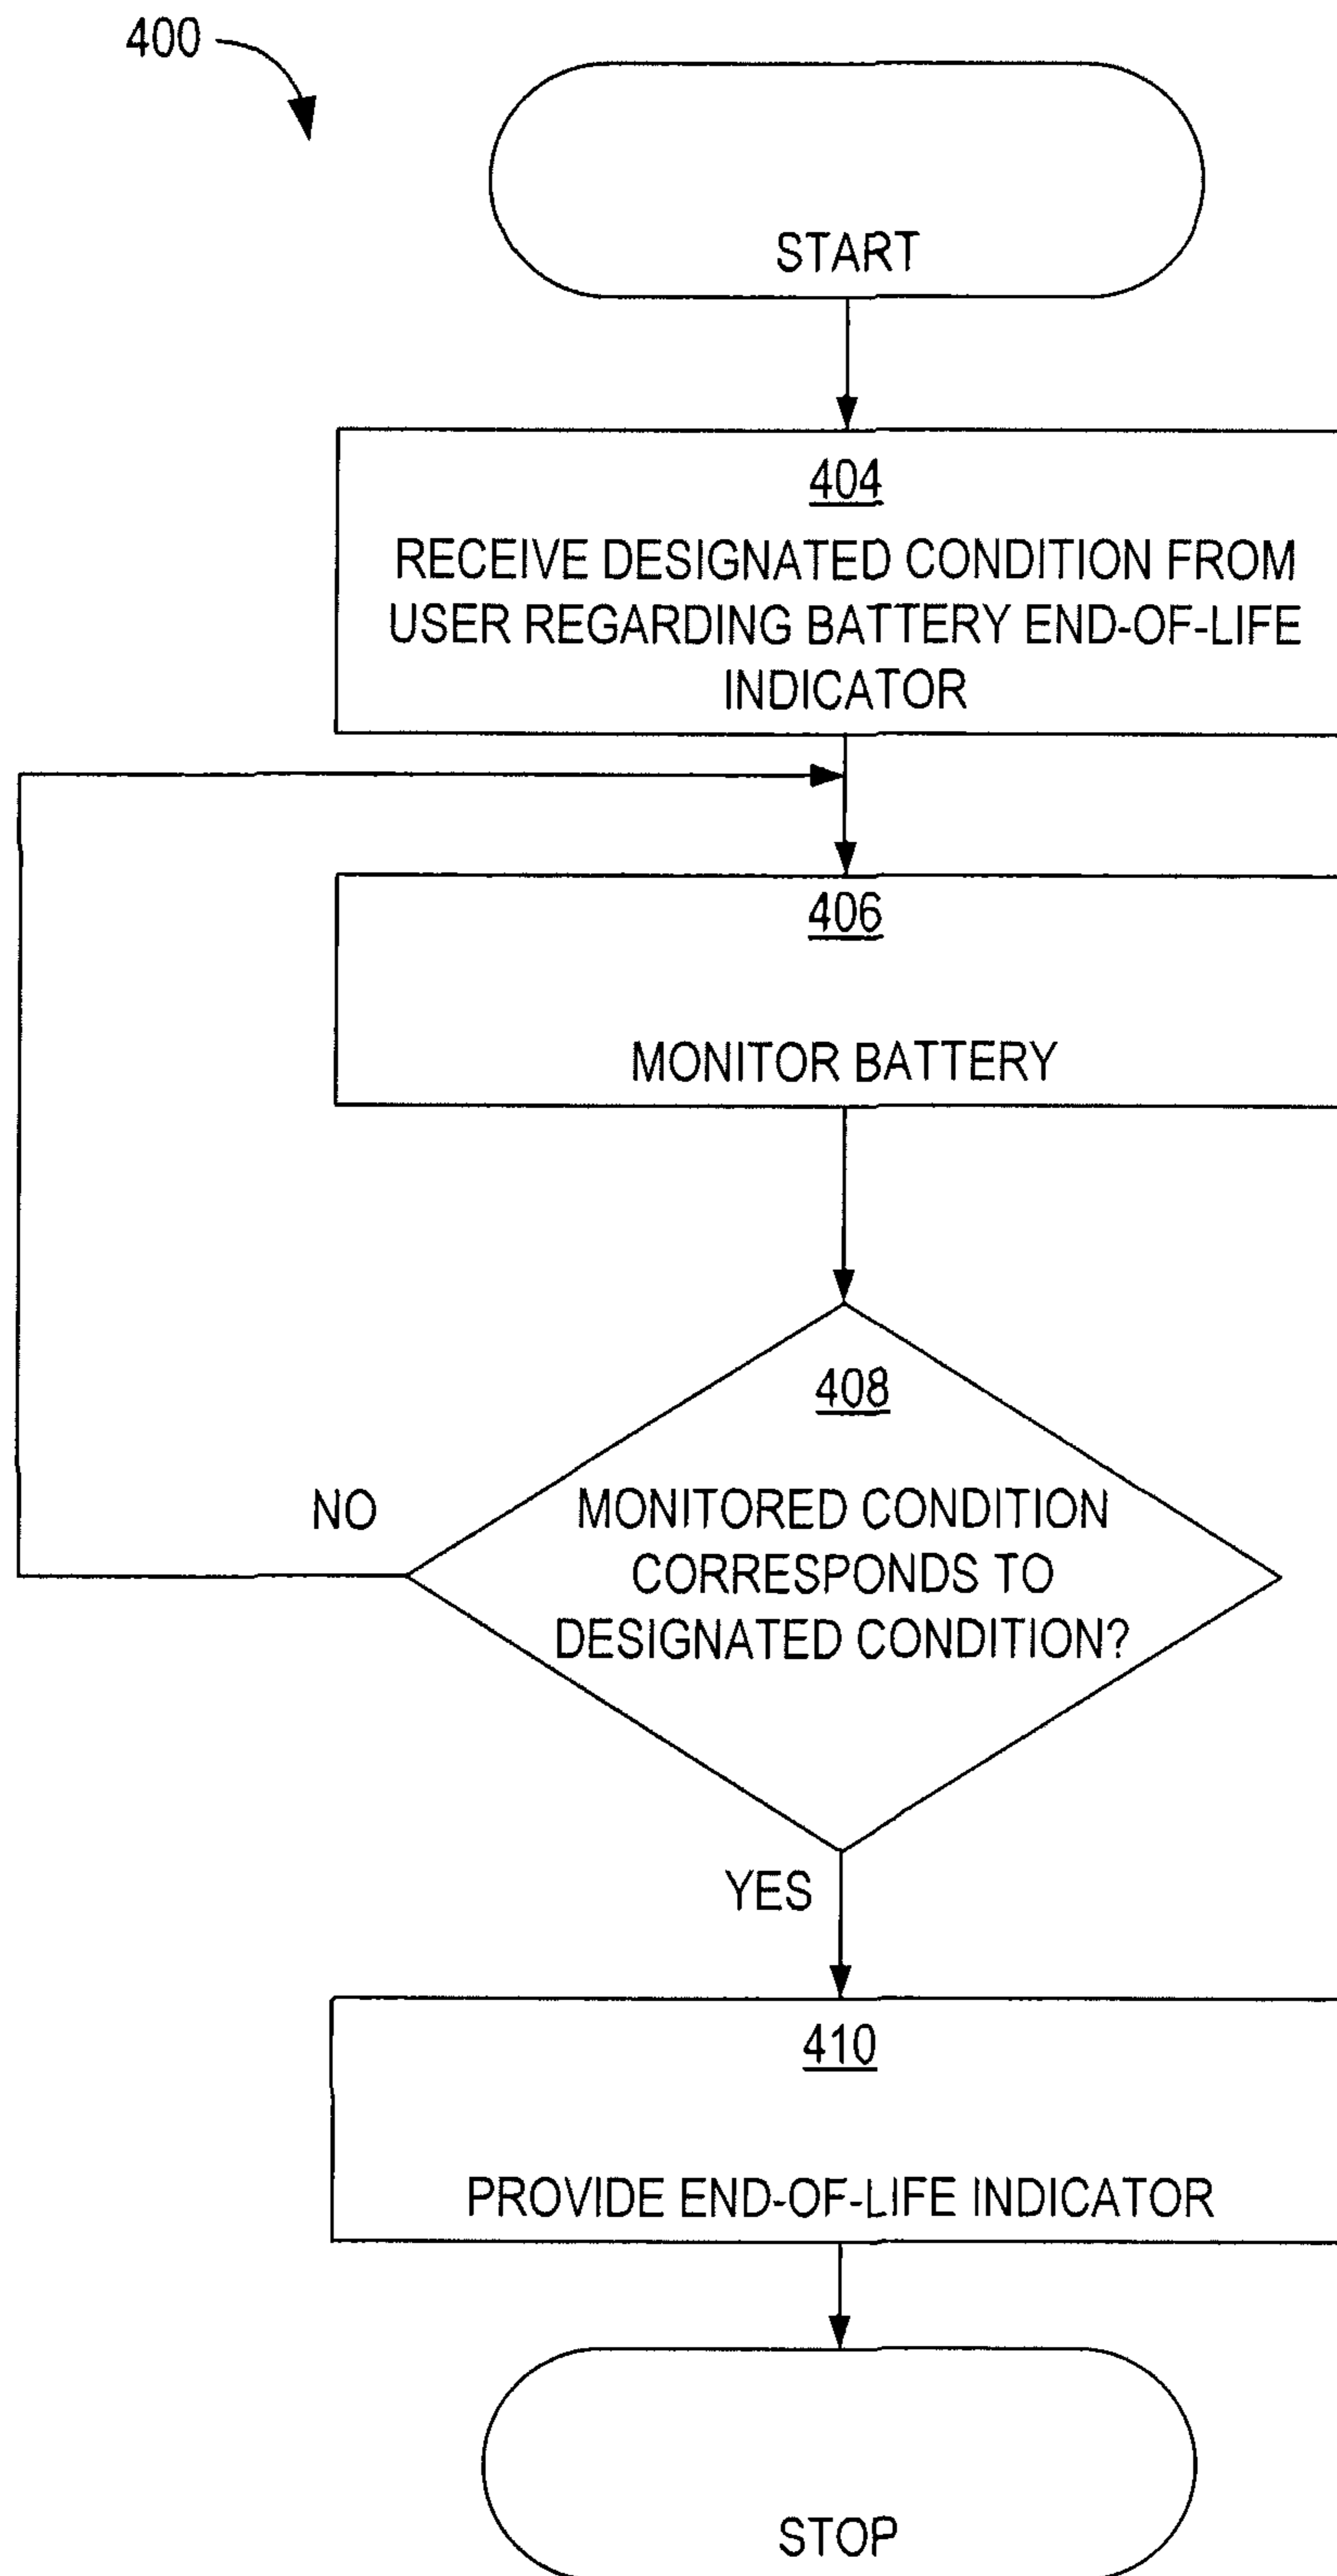 400
START
404
RECEIVE DESIGNATED CONDITION FROM
USER REGARDING BATTERY END-OF-LIFE
INDICATOR
406
MONITOR BATTERY
408
NO
MONITORED CONDITION
CORRESPONDS TO
DESIGNATED CONDITION?
YES
410
PROVIDE END-OF-LIFE INDICATOR
STOP